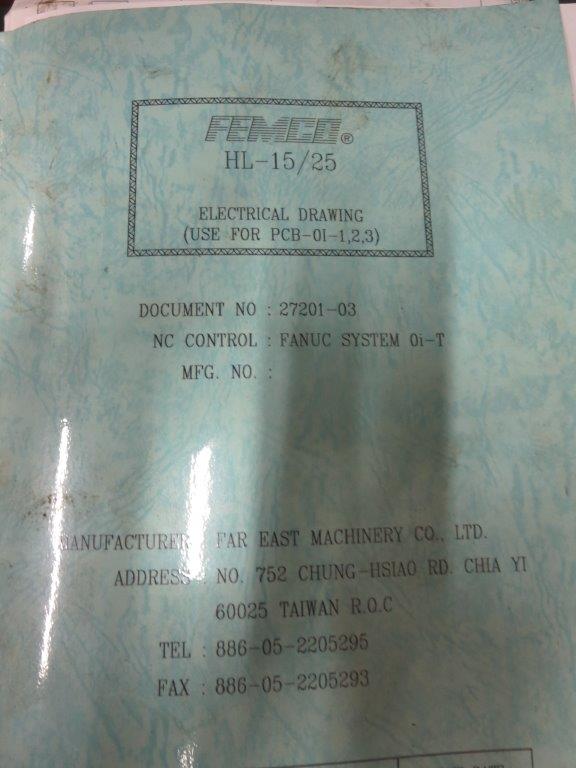 FEMCO®
HL-15/25
ELECTRICAL DRAWING
(USE FOR PCB-0I-1,2,3)
DOCUMENT NO : 27201-03
NC CONTROL : FANUC SYSTEM 0i-T
MFG. NO. :
MANUFACTURER FAR EAST MACHINERY CO., LTD.
ADDRESS NO. 752 CHUNG-HSIAO RD. CHIA YI
60025 TAIWAN R.O.C
TEL : 886-05-2205295
FAX : 886-05-2205293